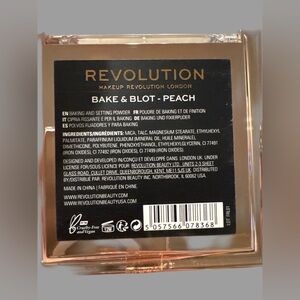 REVOLUTION
MAKEUP REVOLUTION LONDON
BAKE & BLOT - PEACH
EN BAKING AND SETTING POWDER FR POUDRE DE BAKING ET DE FINITION
IT CIPRIA FISSANTE E PER IL BAKING DE BAKING UND FIXIERPUDER
ES POLVOS FIJADORES Y PARA BAKING
INGREDIENTS/INGRÉDIENTS: MICA, TALC, MAGNESIUM STEARATE, ETHYLHEXYL
PALMITATE, PARAFFINUM LIQUIDUM (MINERAL OIL, HUILE MINERALE),
DIMETHICONE, POLYBUTENE, PHENOXYETHANOL, ETHYLHEXYLGLYCERIN, CI 77491
(IRON OXIDES), CI 77492 (IRON OXIDES), CI 77499 (IRON OXIDES).
DESIGNED AND DEVELOPED IN/CONÇU ET DÉVELOPPÉ DANS LONDON UK. UNDER
LICENSE FOR/SOUS LICENCE POUR REVOLUTION BEAUTY LTD. UNITS 2-3 SHEET
GLASS ROAD, CULLET DRIVE, QUEENBOROUGH, KENT, ME11 5JS UK. DISTRIBUTED
BY/DISTRIBUÉ PAR: REVOLUTION BEAUTY INC.
MADE IN CHINA / FABRIQUÉ EN CHINE
WWW.REVOLUTIONBEAUTY.COM
WWW.REVOLUTIONBEAUTYUSA.COM
Cruelty-Free
and Vegan
12M
5 057566 078368